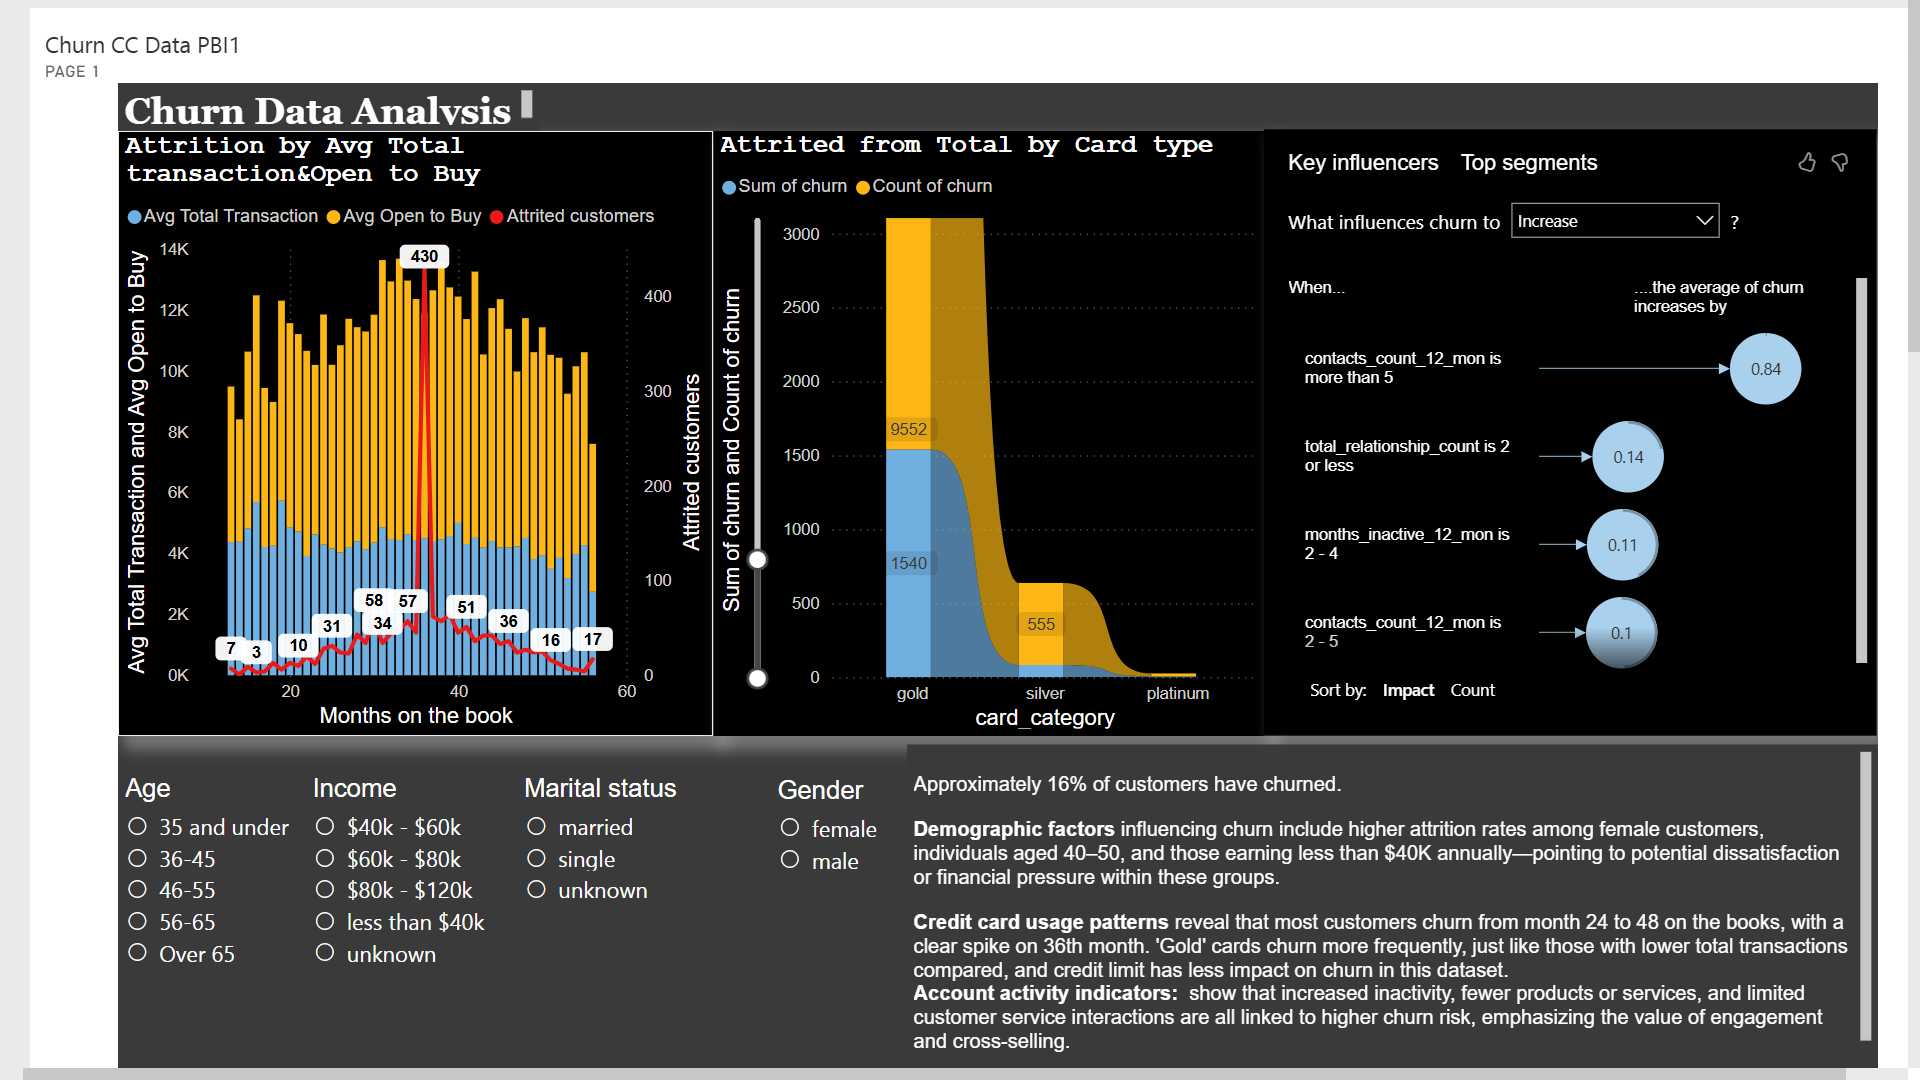 Churn CC Data PBI1
PAGE 1
Churn Data Analysis
Attrition by Avg Total
transaction&Open to Buy
Avg Total Transaction Avg Open to Buy Attrited customers
Avg Total Transaction and Avg Open to Buy
14K
12K
10K
8K
6K
4K
2K
0K
430
7
3
10
31
58
34
57
51
36
16
17
400
300
200
100
0
Attrited customers
20 40 60
Months on the book
Attrited from Total by Card type
Sum of churn Count of churn
Sum of churn and Count of churn
3000
2500
2000
1500
1000
500
0
9552
1540
555
gold silver platinum
card_category
Key influencers Top segments
What influences churn to Increase ?
When...
....the average of churn
increases by
contacts_count_12_mon is
more than 5
0.84
total_relationship_count is 2
or less
0.14
months_inactive_12_mon is
2 - 4
0.11
contacts_count_12_mon is
2 - 5
0.1
Sort by: Impact Count
Age
35 and under
36-45
46-55
56-65
Over 65
Income
$40k - $60k
$60k - $80k
$80k - $120k
less than $40k
unknown
Marital status
married
single
unknown
Gender
female
male
Approximately 16% of customers have churned.
Demographic factors influencing churn include higher attrition rates among female customers,
individuals aged 40–50, and those earning less than $40K annually—pointing to potential dissatisfaction
or financial pressure within these groups.
Credit card usage patterns reveal that most customers churn from month 24 to 48 on the books, with a
clear spike on 36th month. 'Gold' cards churn more frequently, just like those with lower total transactions
compared, and credit limit has less impact on churn in this dataset.
Account activity indicators: show that increased inactivity, fewer products or services, and limited
customer service interactions are all linked to higher churn risk, emphasizing the value of engagement
and cross-selling.